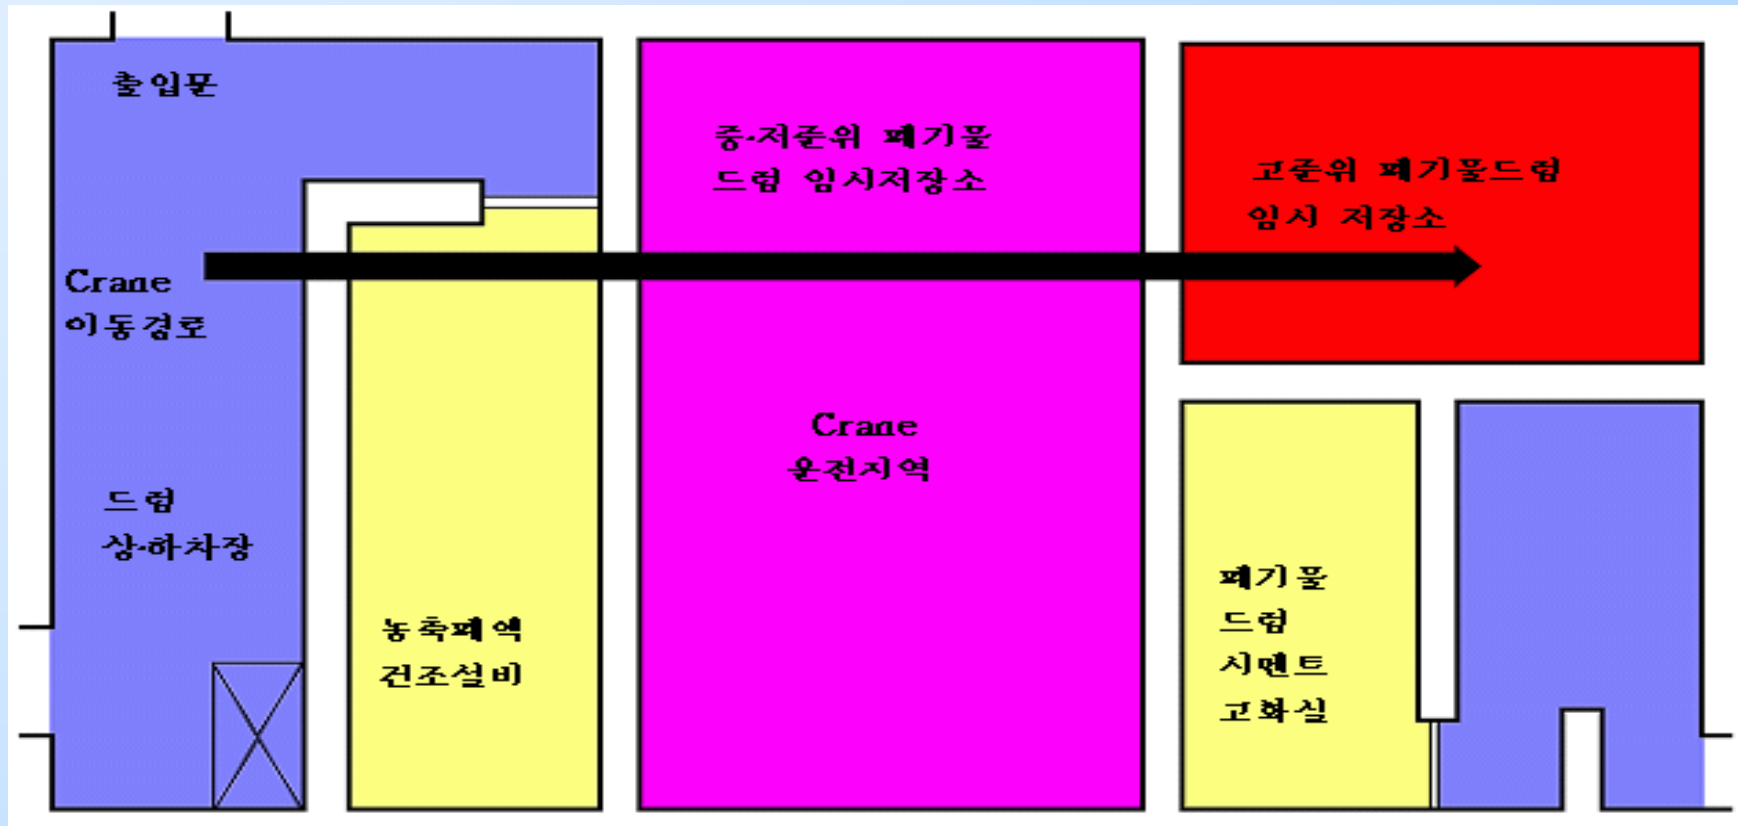 출입문
중·저준위 폐기물
드럼 임시저장소
고준위 폐기물드럼
임시 저장소
Crane
이동경로
Crane
운전지역
드럼
상·하차장
농축폐액
건조설비
폐기물
드럼
시멘트
고화실